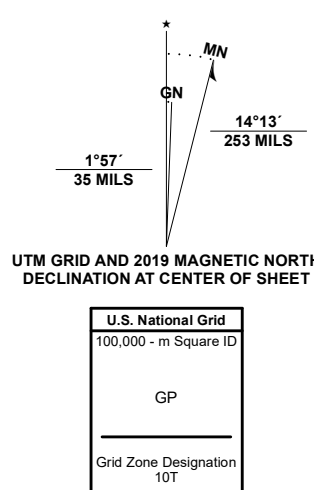 ★
MN
GN
14°13´
253 MILS
1°57´
35 MILS
UTM GRID AND 2019 MAGNETIC NORTH
DECLINATION AT CENTER OF SHEET
U.S. National Grid
100,000 - m Square ID
GP
Grid Zone Designation
10T